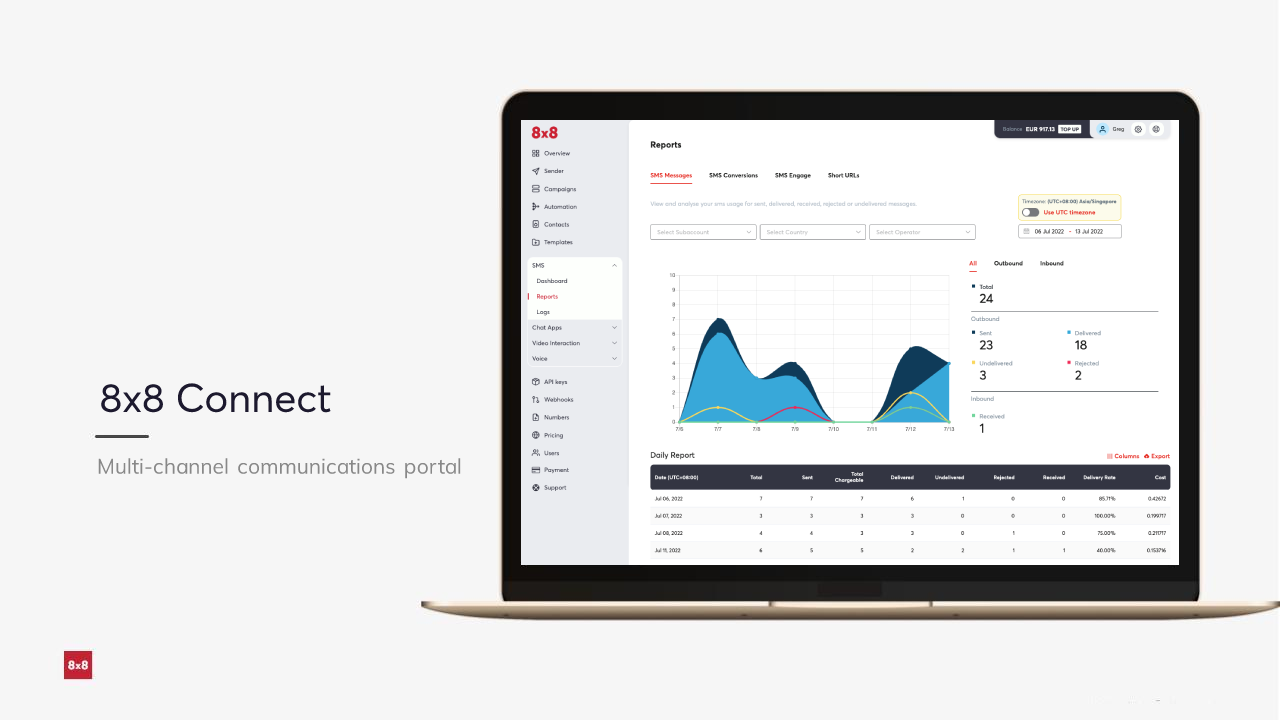 8x8 Connect
Multi-channel communications portal
8x8
8x8
Overview
Sender
Campaigns
Automation
Contacts
Templates
SMS
Dashboard
Reports
Logs
Chat Apps
Video Interaction
Voice
API keys
Webhooks
Numbers
Pricing
Users
Payment
Support
Balance EUR 917.13 TOP UP Greg
Reports
SMS Messages SMS Conversions SMS Engage Short URLs
View and analyse your sms usage for sent, delivered, received, rejected or undelivered messages.
Timezone: (UTC+08:00) Asia/Singapore
Use UTC timezone
Select Subaccount Select Country Select Operator
06 Jul 2022 - 13 Jul 2022
10
9
8
7
6
5
4
3
2
1
0
7/6 7/7 7/8 7/9 7/10 7/11 7/12 7/13
All Outbound Inbound
Total
24
Outbound
Sent Delivered
23 18
Undelivered Rejected
3 2
Inbound
Received
1
Daily Report
Columns Export
Date (UTC+08:00) Total Sent Total Chargeable Delivered Undelivered Rejected Received Delivery Rate Cost
Jul 06, 2022 7 7 7 6 1 0 0 85.71% 0.42672
Jul 07, 2022 3 3 3 3 0 0 0 100.00% 0.199717
Jul 08, 2022 4 4 3 3 0 1 0 75.00% 0.211717
Jul 11, 2022 6 5 5 2 2 1 1 40.00% 0.153716